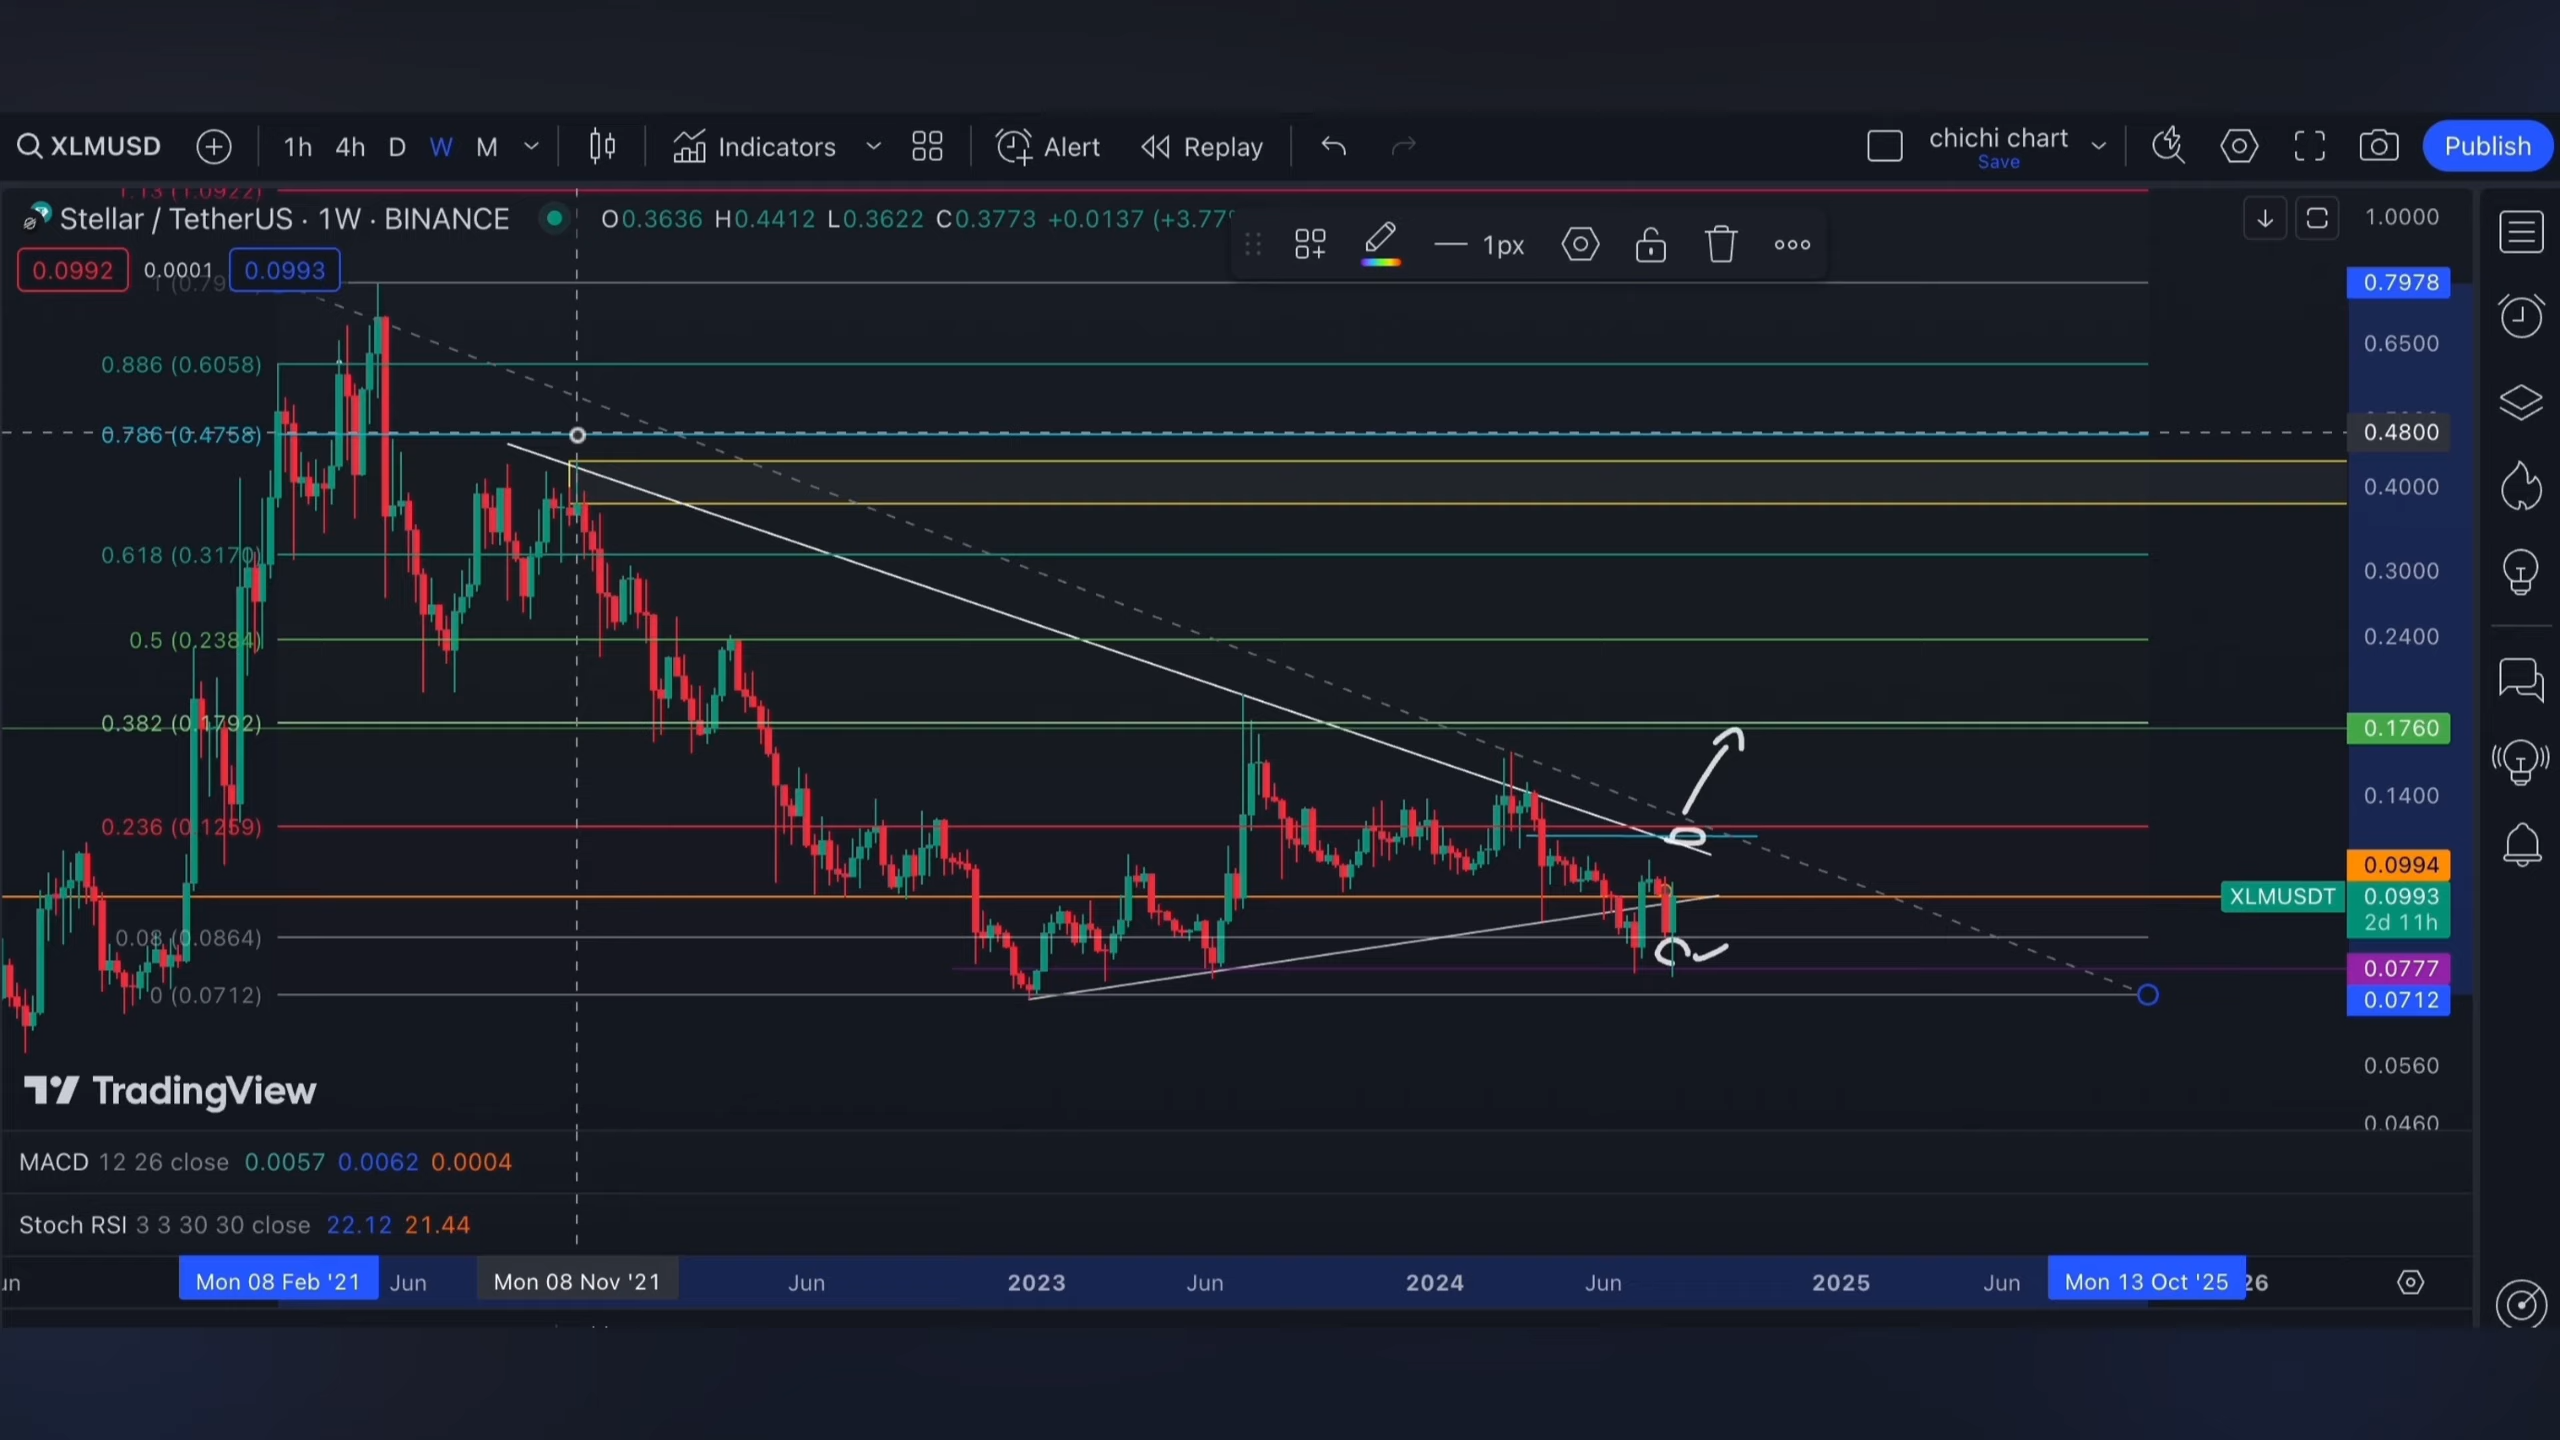 XLMUSD 1h 4h D W M Indicators Alert Replay chichi chart Publish
Save
1.13 (1.0922)
Stellar / TetherUS · 1W · BINANCE O0.3636 H0.4412 L0.3622 C0.3773 +0.0137 (+3.77%
1px
0.0992 0.0001 0.0993
0.886 (0.6058)
0.786 (0.4758)
0.618 (0.3170)
0.5 (0.2384)
0.382 (0.1792)
0.236 (0.1259)
0.08 (0.0864)
0 (0.0712)
1.0000
0.7978
0.6500
0.4800
0.4000
0.3000
0.2400
0.1760
0.1400
0.0994
XLMUSDT 0.0993
2d 11h
0.0777
0.0712
0.0560
0.0460
TradingView
MACD 12 26 close 0.0057 0.0062 0.0004
Stoch RSI 3 3 30 30 close 22.12 21.44
Mon 08 Feb '21 Jun Mon 08 Nov '21 Jun 2023 Jun 2024 Jun 2025 Jun Mon 13 Oct '25 26